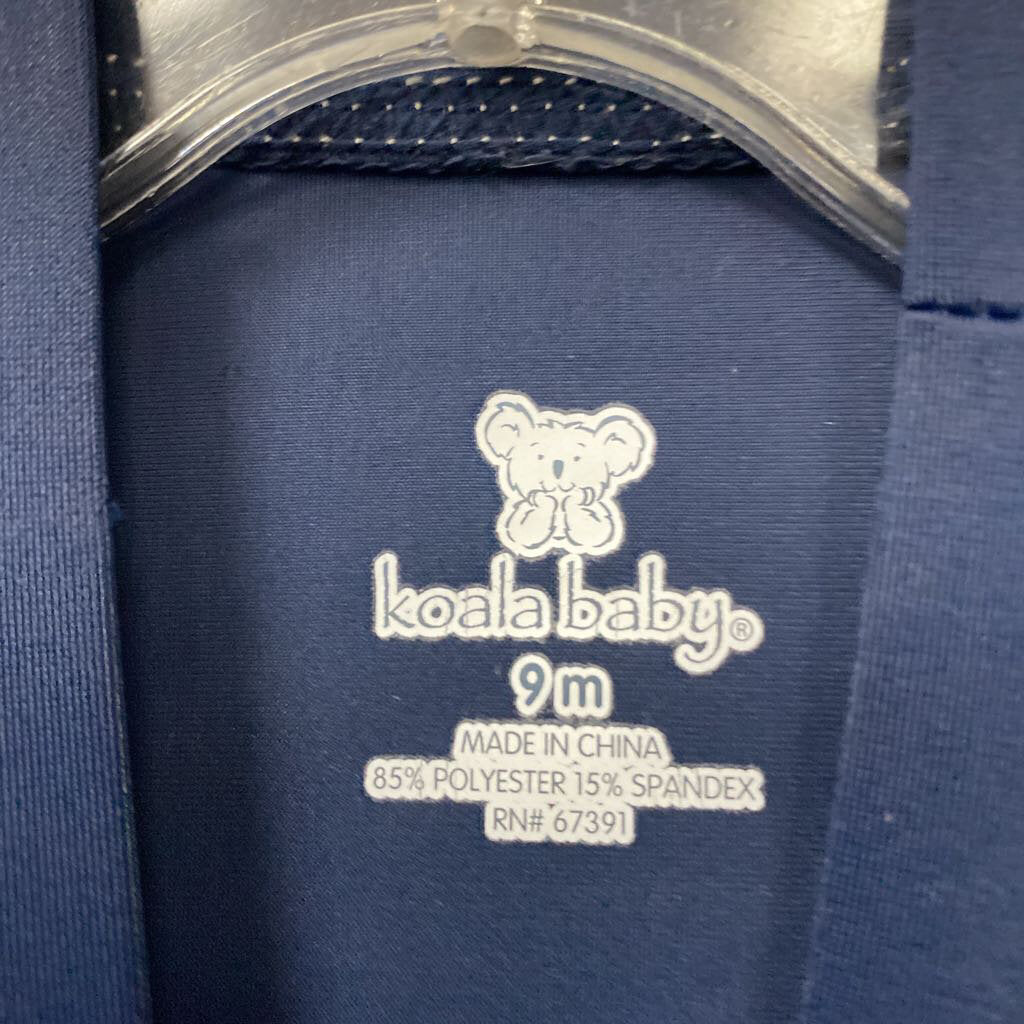 koala baby®
9m
MADE IN CHINA
85% POLYESTER 15% SPANDEX
RN# 67391